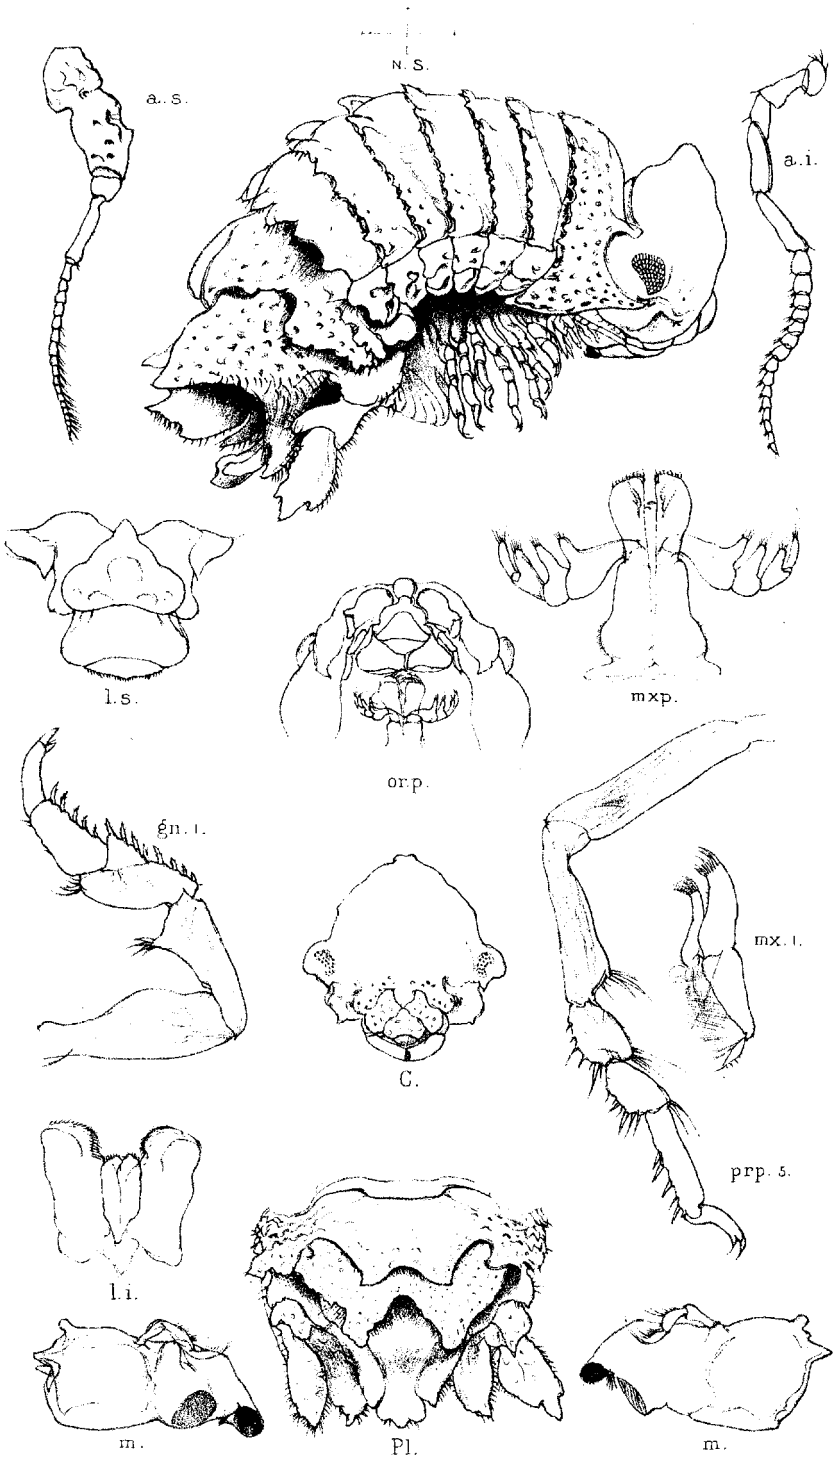 N. S.
a. s.
a. i.
l. s.
mxp.
or. p.
gn. 1.
mx. 1.
C.
prp. 5.
l. i.
m.
Pl.
m.